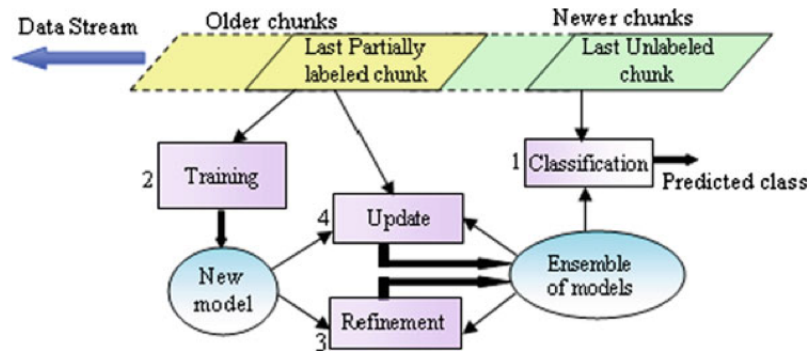 Older chunks
Newer chunks
Data Stream
Last Partially
labeled chunk
Last Unlabeled
chunk
2
Training
1
Classification
Predicted class
4
Update
New
model
Ensemble
of models
Refinement
3